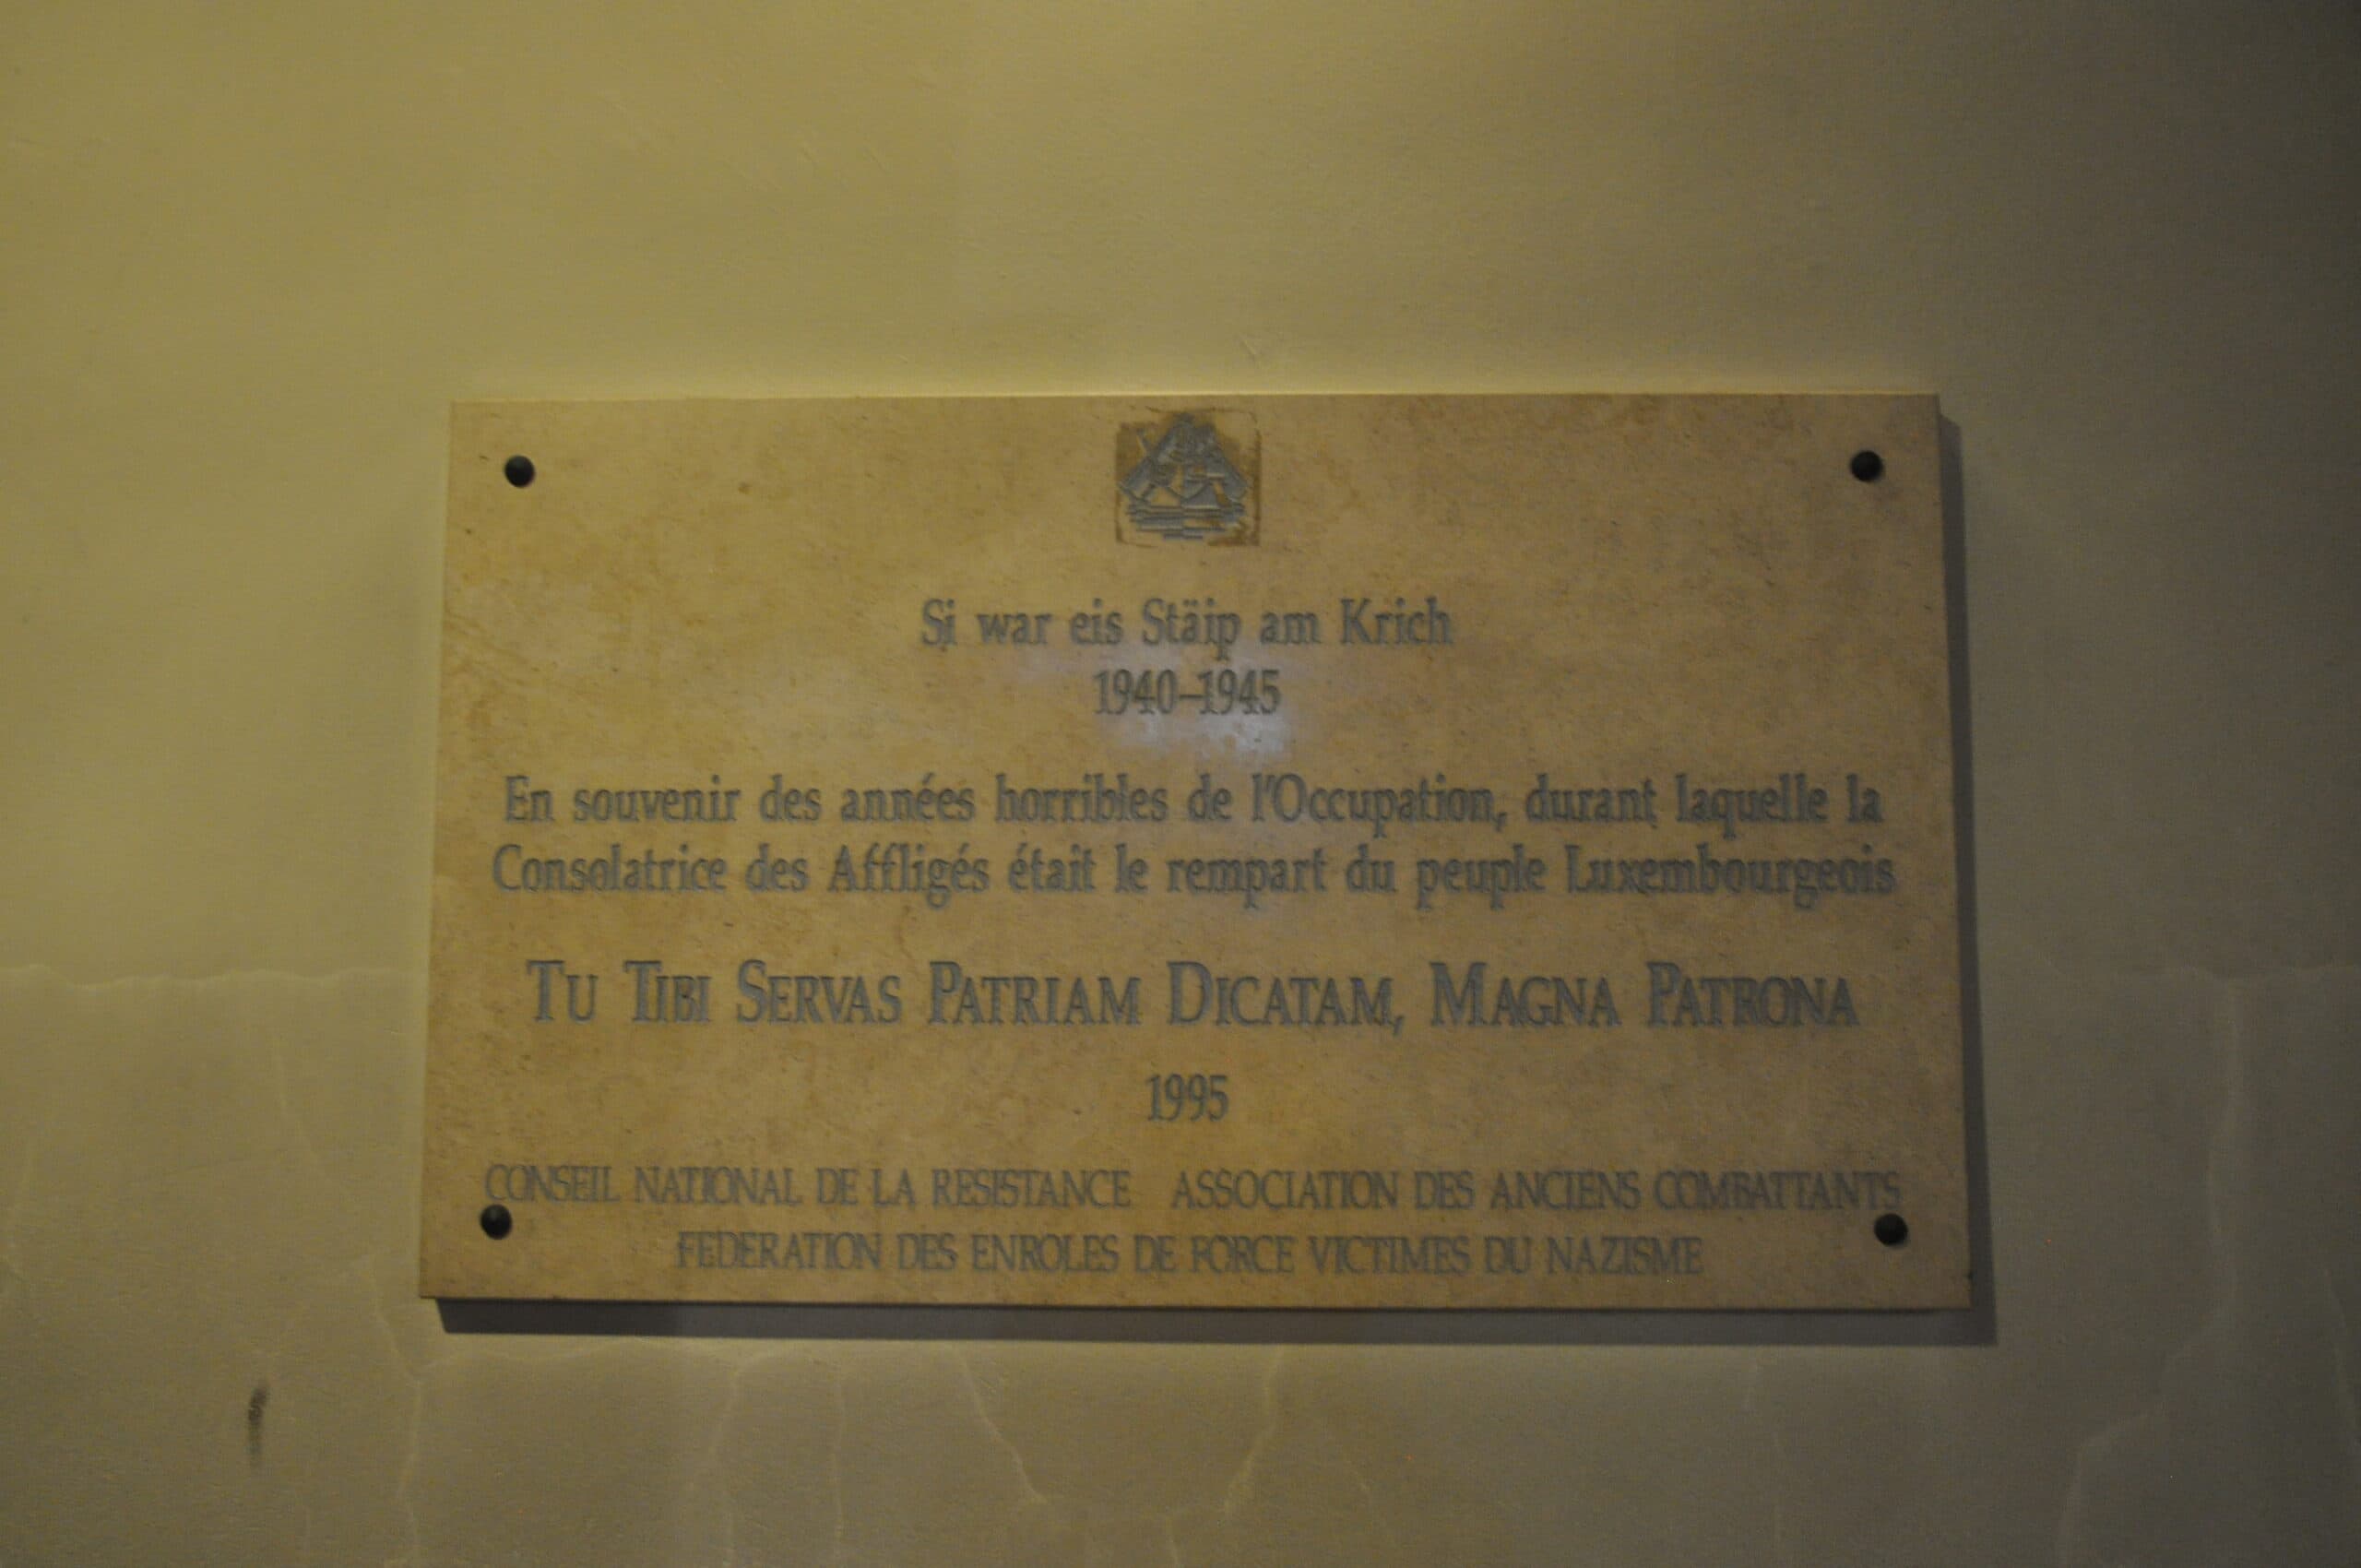 Si war eis Stäip am Krich
1940–1945
En souvenir des années horribles de l'Occupation, durant laquelle la
Consolatrice des Affligés était le rempart du peuple Luxembourgeois
TU TIBI SERVAS PATRIAM DICATAM, MAGNA PATRONA
1995
CONSEIL NATIONAL DE LA RESISTANCE ASSOCIATION DES ANCIENS COMBATTANTS
FEDERATION DES ENROLES DE FORCE VICTIMES DU NAZISME